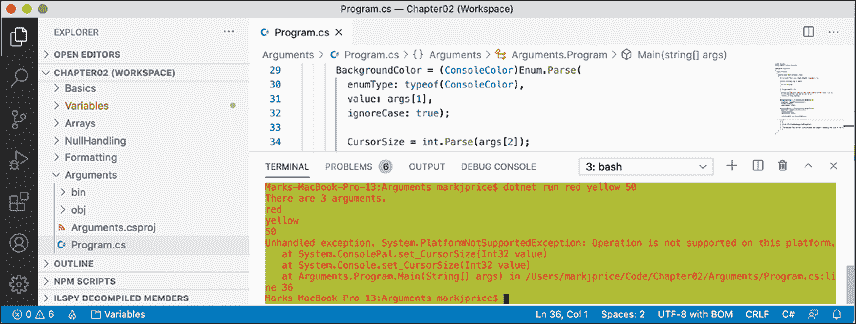 Program.cs — Chapter02 (Workspace)
EXPLORER
OPEN EDITORS
CHAPTER02 (WORKSPACE)
Basics
Variables
Arrays
NullHandling
Formatting
Arguments
bin
obj
Arguments.csproj
Program.cs
OUTLINE
NPM SCRIPTS
ILSPY DECOMPILED MEMBERS
Program.cs
Arguments > Program.cs > {} Arguments > Arguments.Program > Main(string[] args)
29 BackgroundColor = (ConsoleColor)Enum.Parse(
30 enumType: typeof(ConsoleColor),
31 value: args[1],
32 ignoreCase: true);
33
34 CursorSize = int.Parse(args[2]);
TERMINAL PROBLEMS 6 OUTPUT DEBUG CONSOLE 3: bash
Marks-MacBook-Pro-13:Arguments markjprice$ dotnet run red yellow 50
There are 3 arguments.
red
yellow
50
Unhandled exception. System.PlatformNotSupportedException: Operation is not supported on this platform.
at System.ConsolePal.set_CursorSize(Int32 value)
at System.Console.set_CursorSize(Int32 value)
at Arguments.Program.Main(String[] args) in /Users/markjprice/Code/Chapter02/Arguments/Program.cs:li
ne 36
Marks-MacBook-Pro-13:Arguments markjprice$
0 6 Variables Ln 36, Col 1 Spaces: 2 UTF-8 with BOM CRLF C#